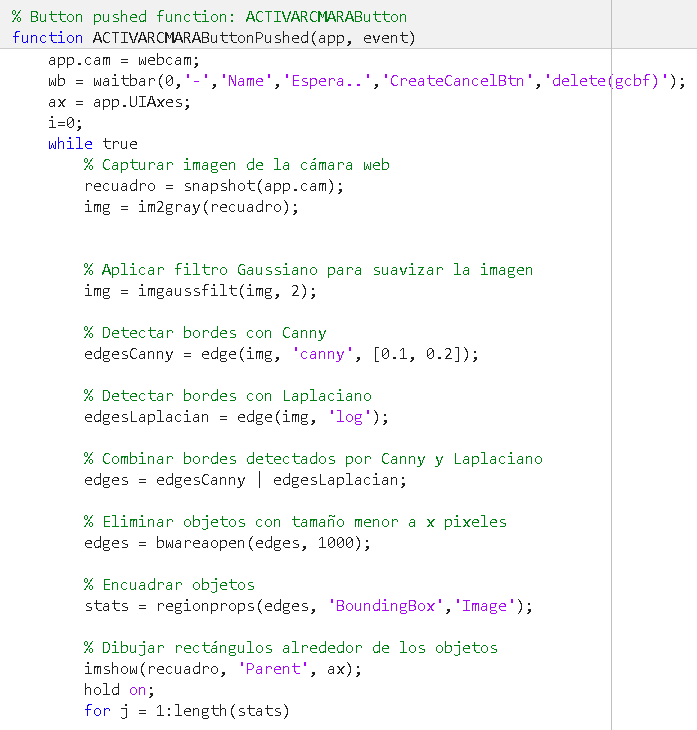 % Button pushed function: ACTIVARCMARAButton
function ACTIVARCMARAButtonPushed(app, event)
app.cam = webcam;
wb = waitbar(0,'-','Name','Espera..','CreateCancelBtn','delete(gcbf)');
ax = app.UIAxes;
i=0;
while true
% Capturar imagen de la cámara web
recuadro = snapshot(app.cam);
img = im2gray(recuadro);
% Aplicar filtro Gaussiano para suavizar la imagen
img = imgaussfilt(img, 2);
% Detectar bordes con Canny
edgesCanny = edge(img, 'canny', [0.1, 0.2]);
% Detectar bordes con Laplaciano
edgesLaplacian = edge(img, 'log');
% Combinar bordes detectados por Canny y Laplaciano
edges = edgesCanny | edgesLaplacian;
% Eliminar objetos con tamaño menor a x pixeles
edges = bwareaopen(edges, 1000);
% Encuadrar objetos
stats = regionprops(edges, 'BoundingBox','Image');
% Dibujar rectángulos alrededor de los objetos
imshow(recuadro, 'Parent', ax);
hold on;
for j = 1:length(stats)